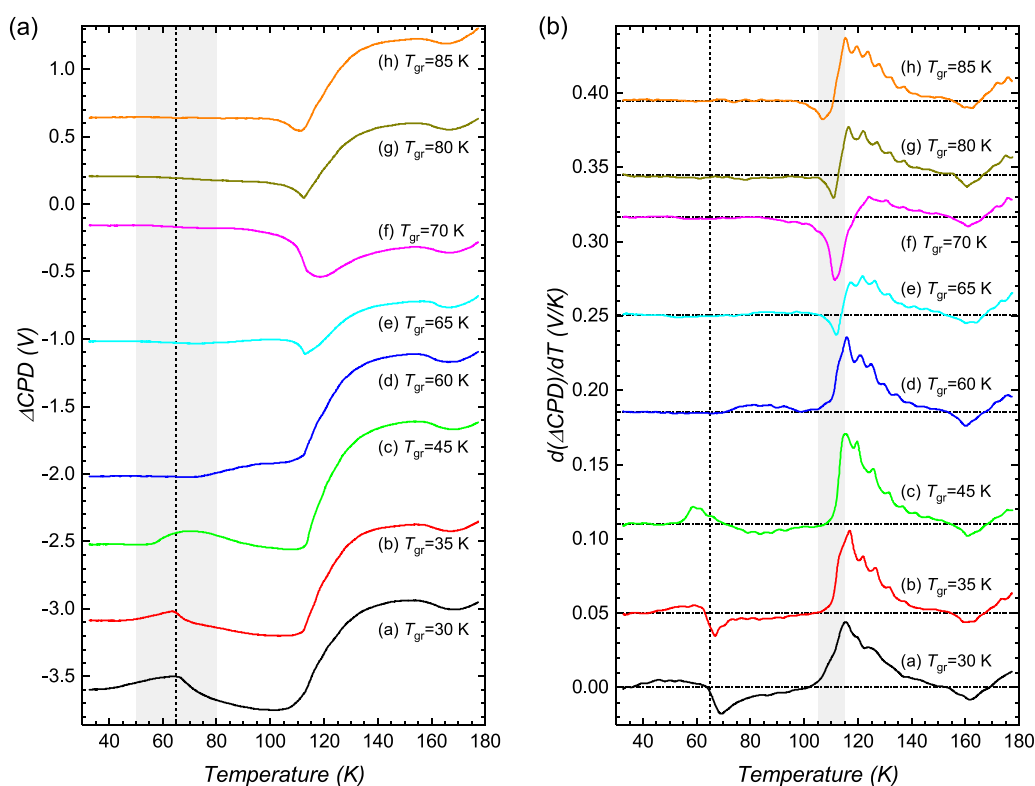 (a)
ΔCPD (V)
1.0
0.5
0.0
-0.5
-1.0
-1.5
-2.0
-2.5
-3.0
-3.5
(h) Tgr=85 K
(g) Tgr=80 K
(f) Tgr=70 K
(e) Tgr=65 K
(d) Tgr=60 K
(c) Tgr=45 K
(b) Tgr=35 K
(a) Tgr=30 K
40 60 80 100 120 140 160 180
Temperature (K)
(b)
d(ΔCPD)/dT (V/K)
0.40
0.35
0.30
0.25
0.20
0.15
0.10
0.05
0.00
(h) Tgr=85 K
(g) Tgr=80 K
(f) Tgr=70 K
(e) Tgr=65 K
(d) Tgr=60 K
(c) Tgr=45 K
(b) Tgr=35 K
(a) Tgr=30 K
40 60 80 100 120 140 160 180
Temperature (K)